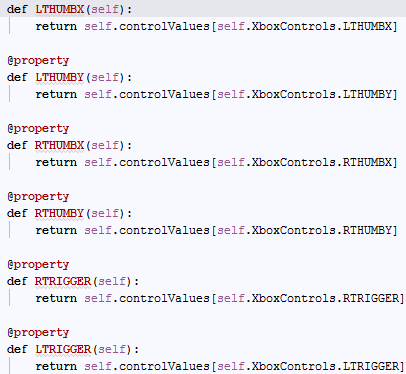 def LTHUMBX(self):
    return self.controlValues[self.XboxControls.LTHUMBX]
@property
def LTHUMBY(self):
    return self.controlValues[self.XboxControls.LTHUMBY]
@property
def RTHUMBX(self):
    return self.controlValues[self.XboxControls.RTHUMBX]
@property
def RTHUMBY(self):
    return self.controlValues[self.XboxControls.RTHUMBY]
@property
def RTRIGGER(self):
    return self.controlValues[self.XboxControls.RTRIGGER]
@property
def LTRIGGER(self):
    return self.controlValues[self.XboxControls.LTRIGGER]